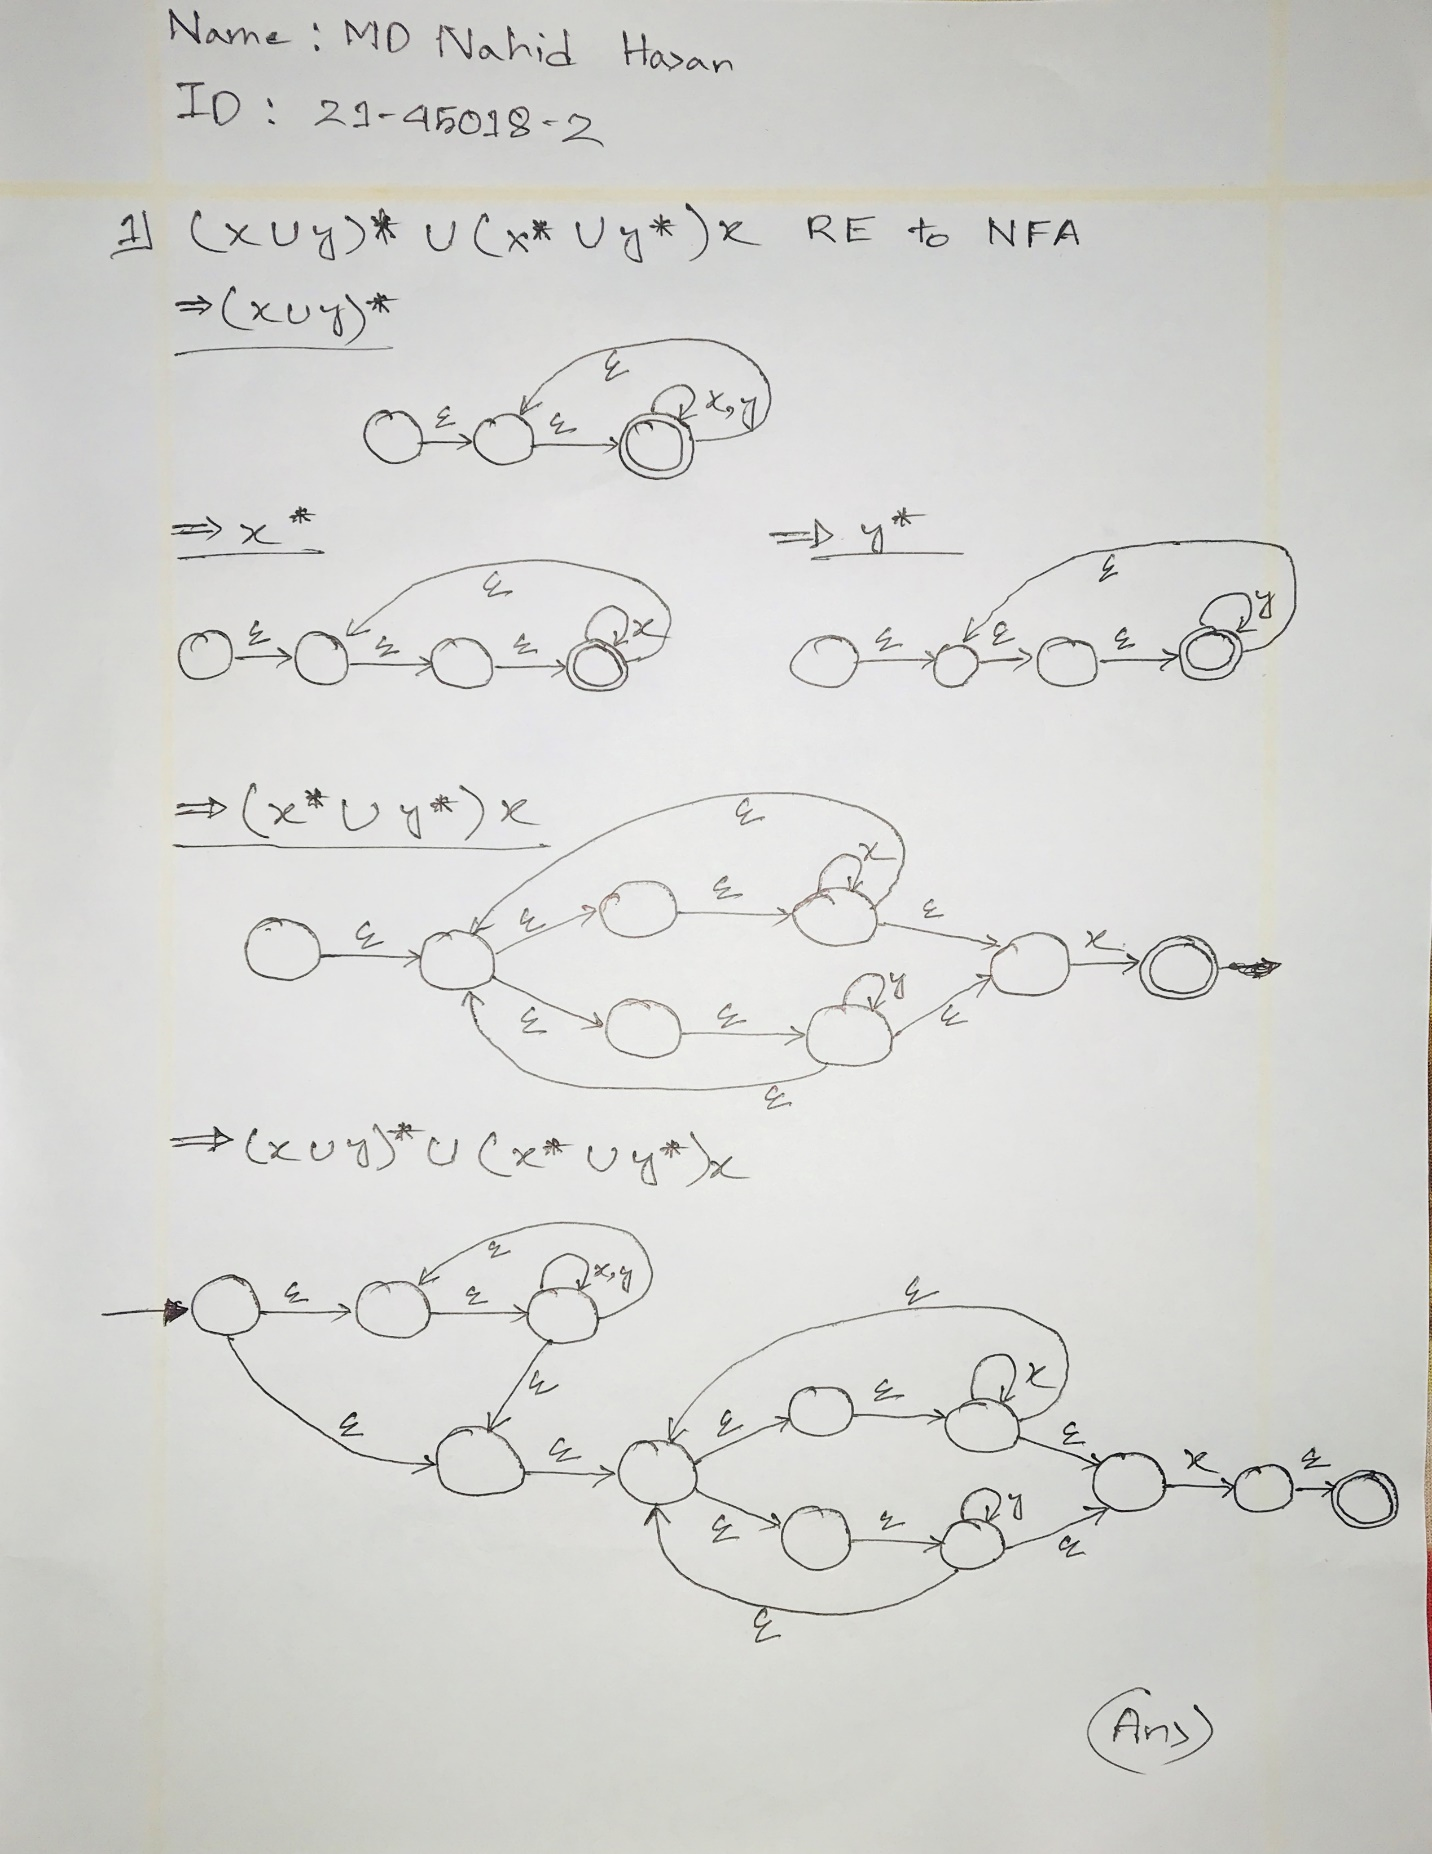 Name : MD Nahid Hasan
ID : 21-45018-2
1) (x∪y)* ∪ (x* ∪ y*)x RE to NFA
⇒ (x∪y)*
ε
ε ε x,y
⇒ x* ⇒ y*
ε ε
ε ε ε x ε ε ε y
⇒ (x* ∪ y*) x
ε
x
ε ε ε ε x
y
ε ε ε
ε
⇒ (x∪y)* ∪ (x* ∪ y*)x
ε
ε ε x,y
ε
ε x
ε ε
ε ε ε x ε
y
ε ε ε
ε
(Ans)